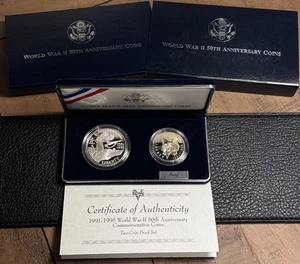 WORLD WAR II 50TH ANNIVERSARY COINS
WORLD WAR II 50TH ANNIVERSARY COINS
LIBERTY
Certificate of Authenticity
1991-1995 World War II 50th Anniversary
Commemorative Coins
Two-Coin Proof Set